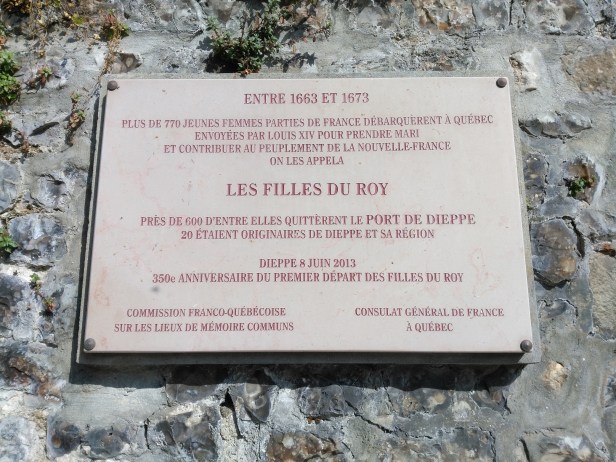 ENTRE 1663 ET 1673
PLUS DE 770 JEUNES FEMMES PARTIES DE FRANCE DÉBARQUÈRENT À QUÉBEC
ENVOYÉES PAR LOUIS XIV POUR PRENDRE MARI
ET CONTRIBUER AU PEUPLEMENT DE LA NOUVELLE-FRANCE
ON LES APPELA
LES FILLES DU ROY
PRÈS DE 600 D'ENTRE ELLES QUITTÈRENT LE PORT DE DIEPPE
20 ÉTAIENT ORIGINAIRES DE DIEPPE ET SA RÉGION
DIEPPE 8 JUIN 2013
350e ANNIVERSAIRE DU PREMIER DÉPART DES FILLES DU ROY
COMMISSION FRANCO-QUÉBÉCOISE
SUR LES LIEUX DE MÉMOIRE COMMUNS
CONSULAT GÉNÉRAL DE FRANCE
À QUÉBEC